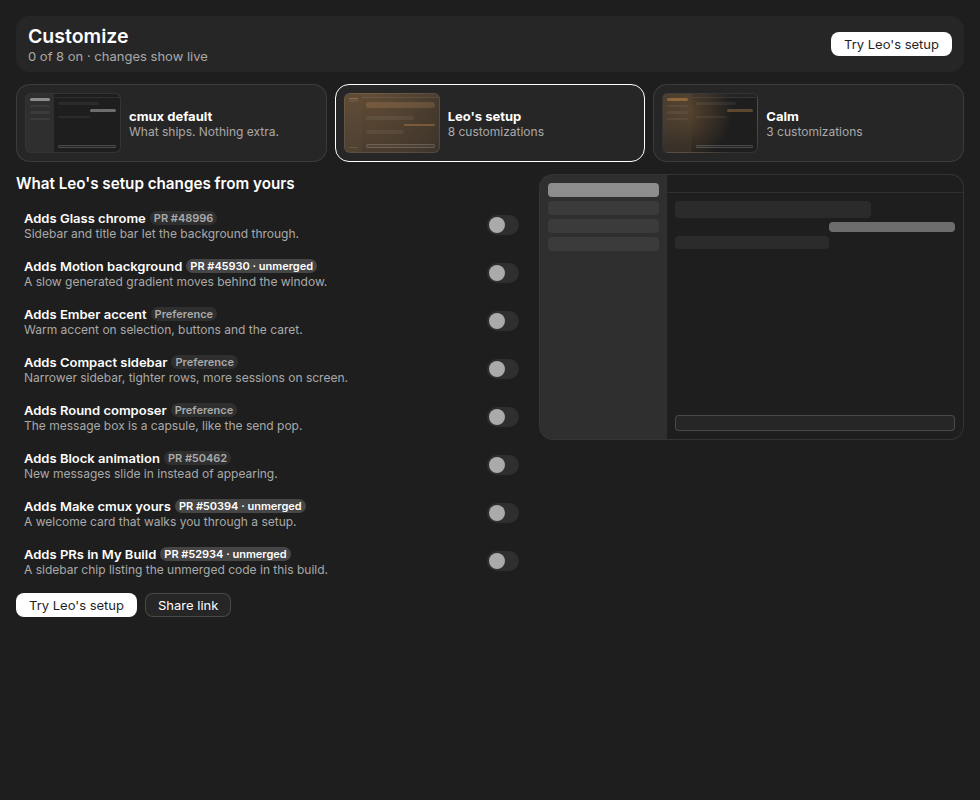 Customize
0 of 8 on · changes show live
Try Leo's setup
cmux default
What ships. Nothing extra.
Leo's setup
8 customizations
Calm
3 customizations
What Leo's setup changes from yours
Adds Glass chrome PR #48996
Sidebar and title bar let the background through.
Adds Motion background PR #45930 · unmerged
A slow generated gradient moves behind the window.
Adds Ember accent Preference
Warm accent on selection, buttons and the caret.
Adds Compact sidebar Preference
Narrower sidebar, tighter rows, more sessions on screen.
Adds Round composer Preference
The message box is a capsule, like the send pop.
Adds Block animation PR #50462
New messages slide in instead of appearing.
Adds Make cmux yours PR #50394 · unmerged
A welcome card that walks you through a setup.
Adds PRs in My Build PR #52934 · unmerged
A sidebar chip listing the unmerged code in this build.
Try Leo's setup
Share link